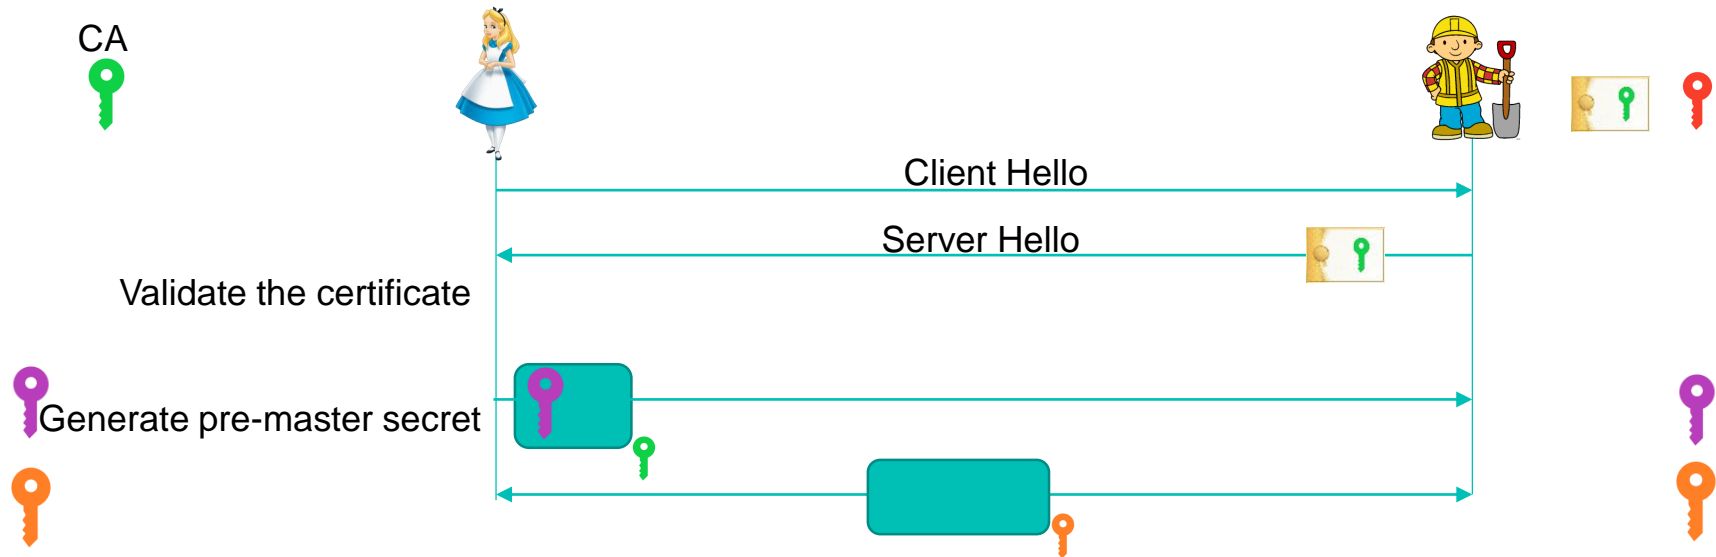 CA
Client Hello
Server Hello
Validate the certificate
Generate pre-master secret